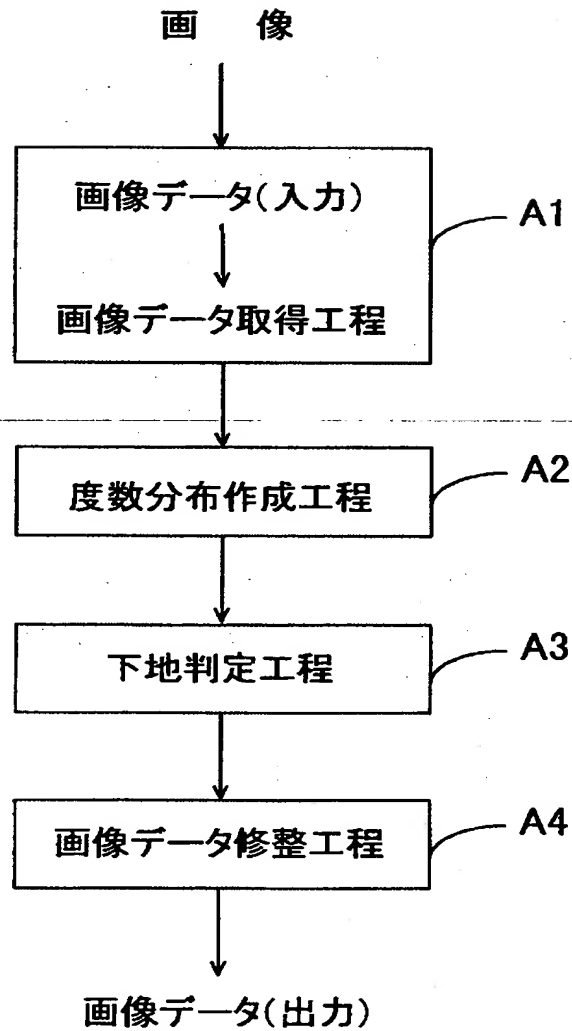 画 像
画像データ(入力)
A1
画像データ取得工程
A2
度数分布作成工程
A3
下地判定工程
A4
画像データ修整工程
画像データ(出力)